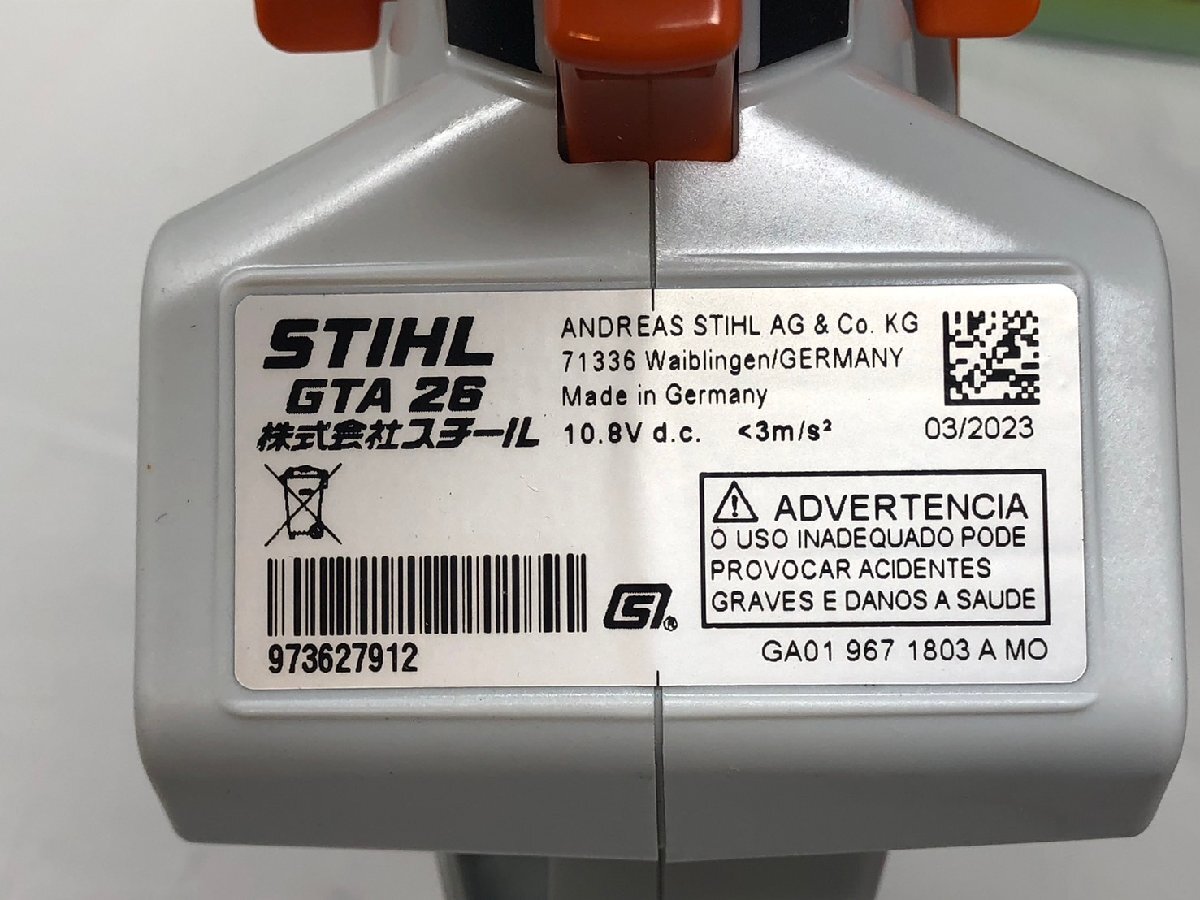 STIHL
GTA 26
株式会社スチール
ANDREAS STIHL AG & Co. KG
71336 Waiblingen/GERMANY
Made in Germany
10.8V d.c. <3m/s²
03/2023
ADVERTENCIA
O USO INADEQUADO PODE
PROVOCAR ACIDENTES
GRAVES E DANOS A SAUDE
973627912
GA01 967 1803 A MO